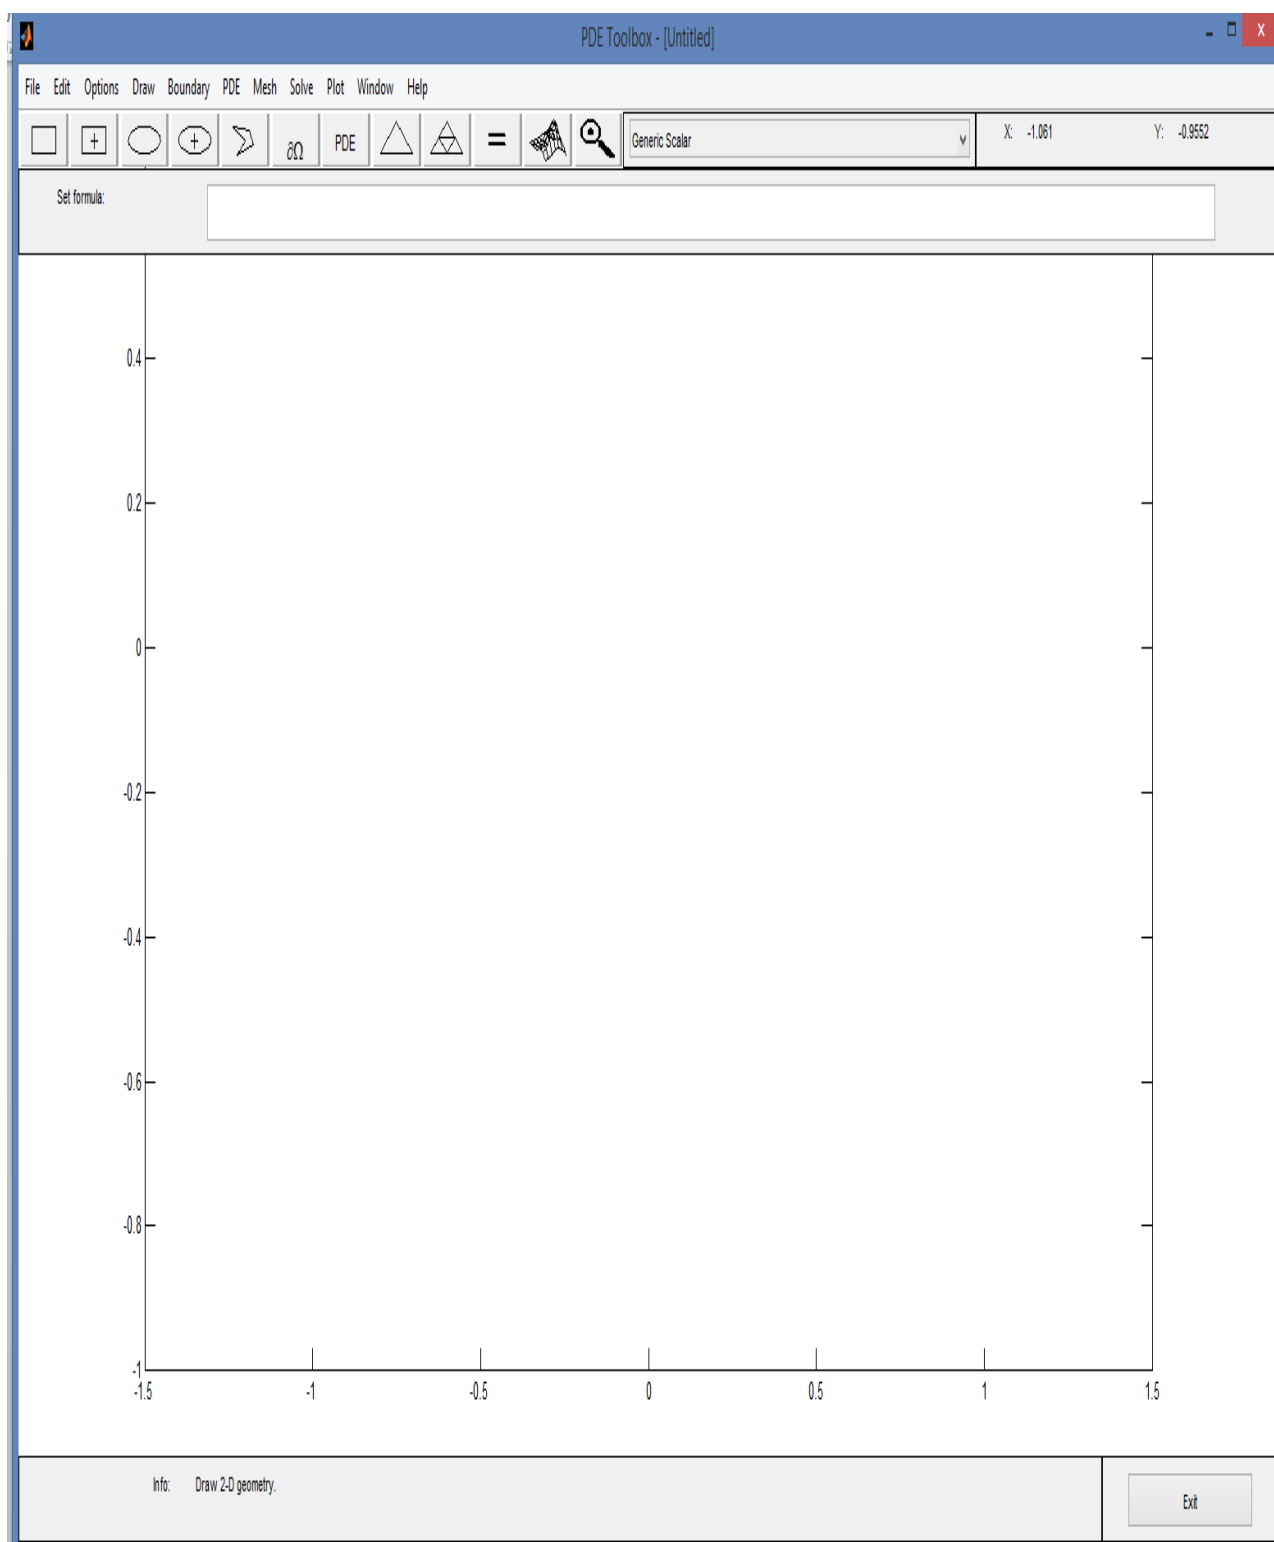 PDE Toolbox - [Untitled]
File Edit Options Draw Boundary PDE Mesh Solve Plot Window Help
∂Ω PDE = Generic Scalar X: -1.061 Y: -0.9552
Set formula:
0.4
0.2
0
-0.2
-0.4
-0.6
-0.8
-1
-1.5 -1 -0.5 0 0.5 1 1.5
Info: Draw 2-D geometry.
Exit